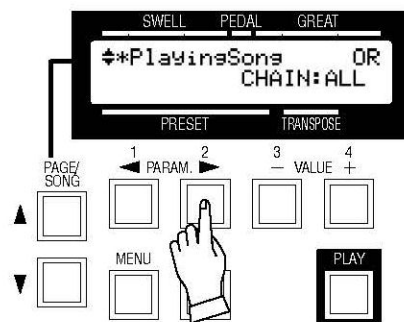 SWELL PEDAL GREAT
*PlayingSong OR
CHAIN:ALL
PRESET TRANSPOSE
1 2 3 4
PAGE/
SONG
◀ PARAM. ▶ − VALUE +
▲
MENU PLAY
▼